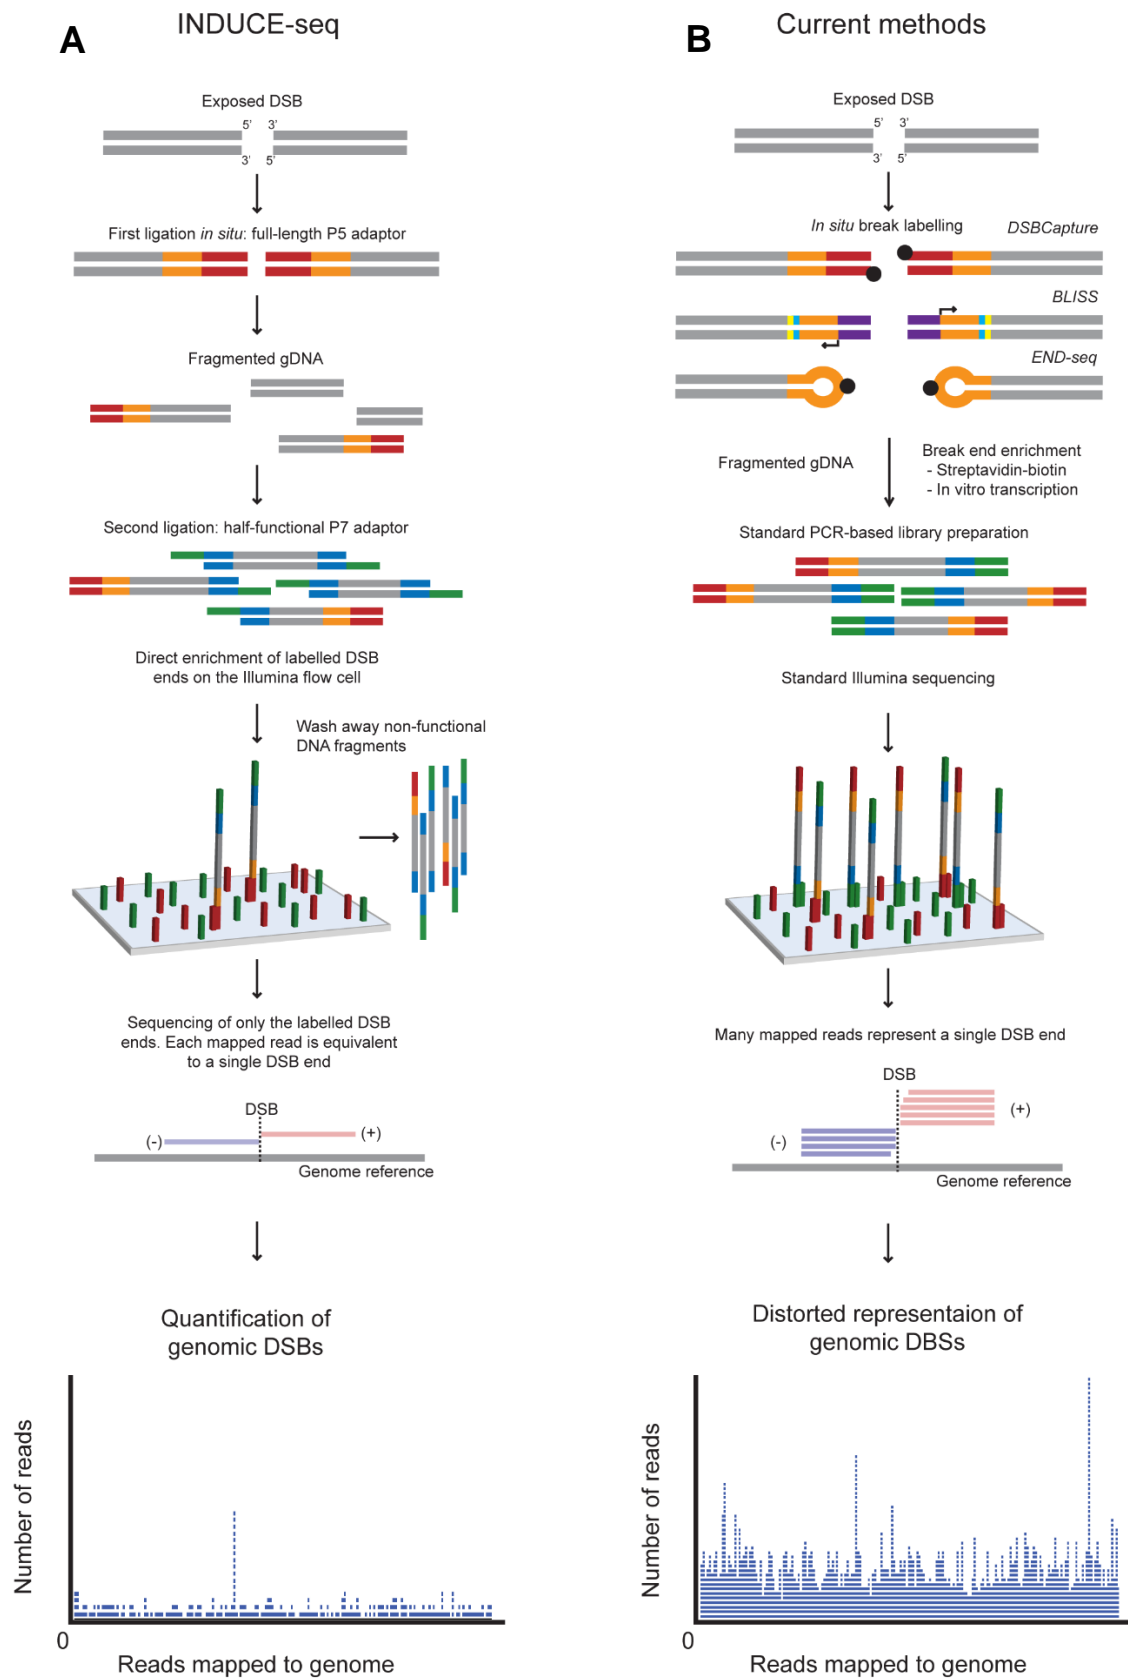 INDUCE-seq
A
Exposed DSB
5' 3'
3' 5'
First ligation in situ: full-length P5 adaptor
Fragmented gDNA
Second ligation: half-functional P7 adaptor
Direct enrichment of labelled DSB
ends on the Illumina flow cell
Wash away non-functional
DNA fragments
Sequencing of only the labelled DSB
ends. Each mapped read is equivalent
to a single DSB end
DSB
(-)
(+)
Genome reference
Quantification of
genomic DSBs
Number of reads
0
Reads mapped to genome
Current methods
B
Exposed DSB
5' 3'
3' 5'
In situ break labelling
DSBCapture
BLISS
END-seq
Fragmented gDNA
Break end enrichment
- Streptavidin-biotin
- In vitro transcription
Standard PCR-based library preparation
Standard Illumina sequencing
Many mapped reads represent a single DSB end
DSB
(+)
(-)
Genome reference
Distorted representaion of
genomic DBSs
Number of reads
0
Reads mapped to genome